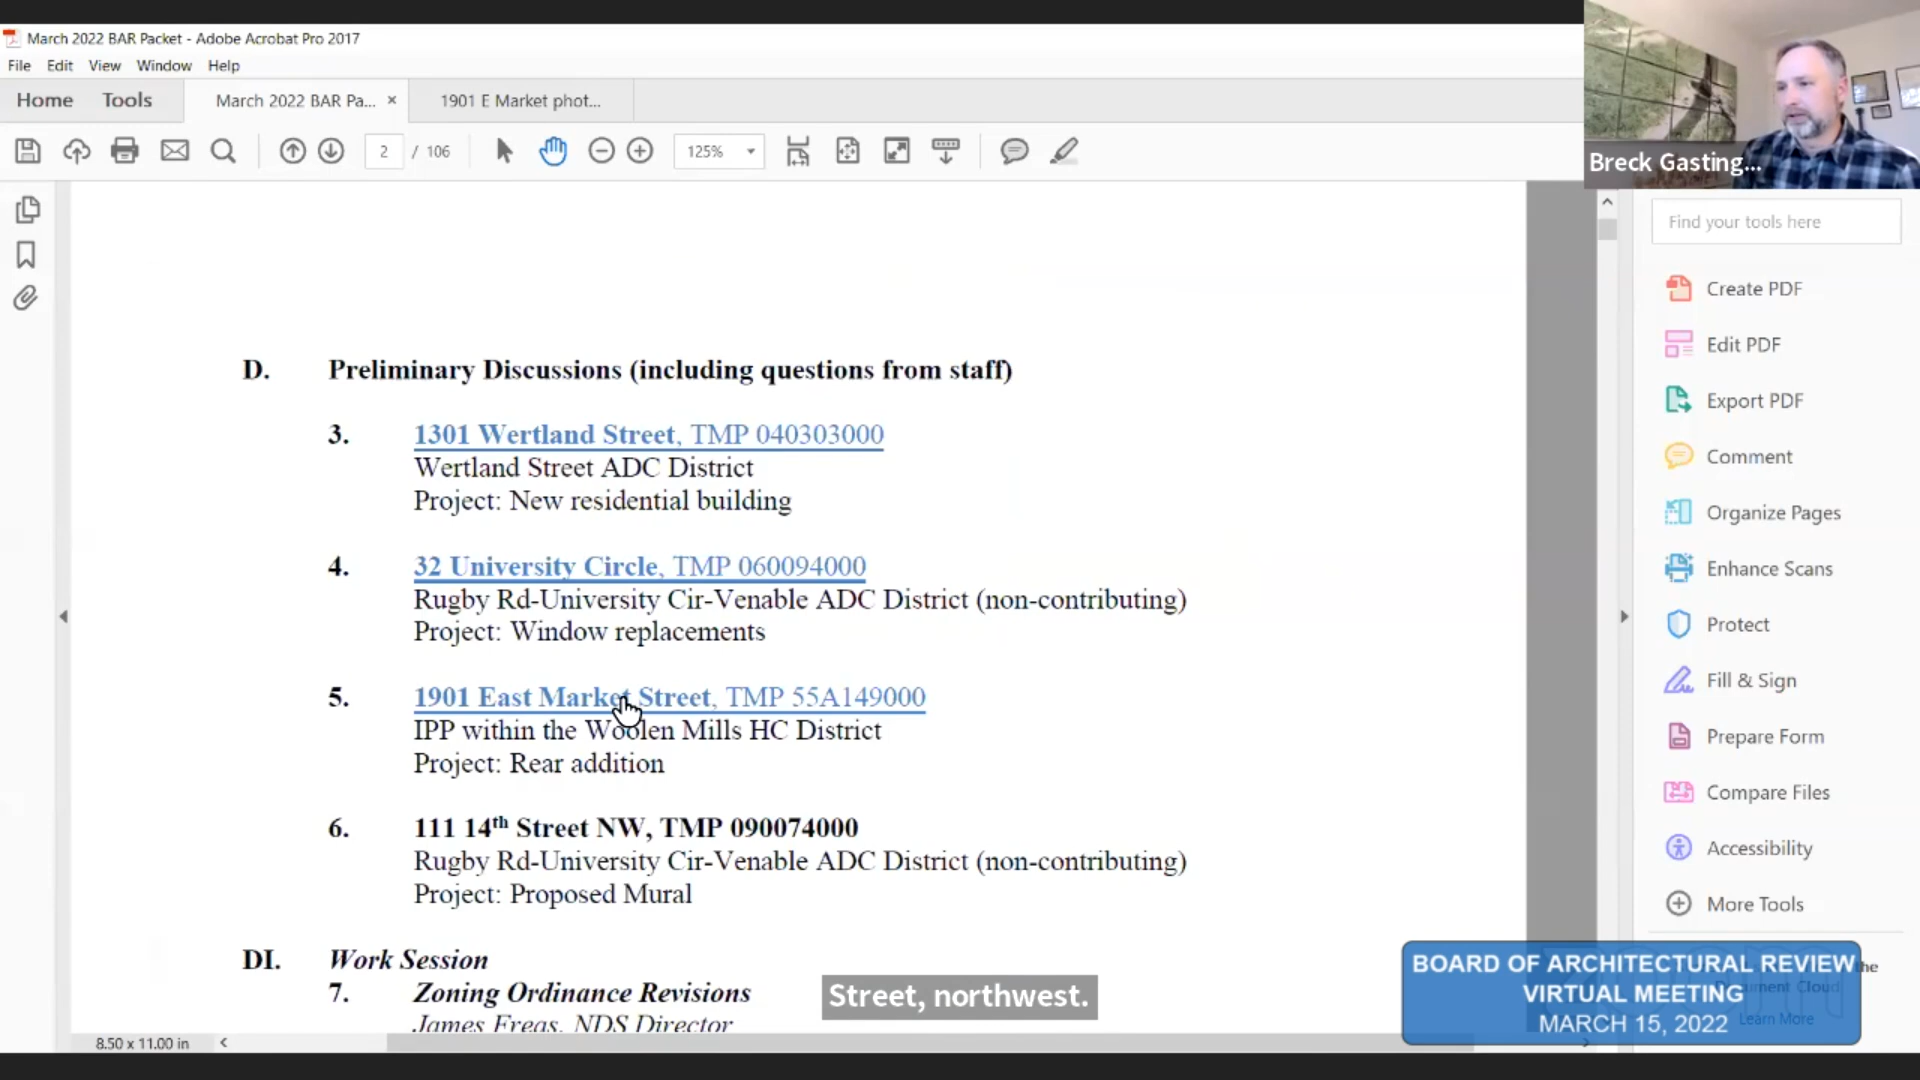 March 2022 BAR Packet - Adobe Acrobat Pro 2017
File Edit View Window Help
Home Tools March 2022 BAR Pa... × 1901 E Market phot...
2 / 106 125%
Breck Gasting...
Find your tools here
Create PDF
Edit PDF
Export PDF
Comment
Organize Pages
Enhance Scans
Protect
Fill & Sign
Prepare Form
Compare Files
Accessibility
More Tools
D. Preliminary Discussions (including questions from staff)
3. 1301 Wertland Street, TMP 040303000
Wertland Street ADC District
Project: New residential building
4. 32 University Circle, TMP 060094000
Rugby Rd-University Cir-Venable ADC District (non-contributing)
Project: Window replacements
5. 1901 East Market Street, TMP 55A149000
IPP within the Woolen Mills HC District
Project: Rear addition
6. 111 14th Street NW, TMP 090074000
Rugby Rd-University Cir-Venable ADC District (non-contributing)
Project: Proposed Mural
DI. Work Session
7. Zoning Ordinance Revisions
James Freas, NDS Director
Street, northwest.
8.50 x 11.00 in
BOARD OF ARCHITECTURAL REVIEW
VIRTUAL MEETING
MARCH 15, 2022
the
ment Cloud
Learn More